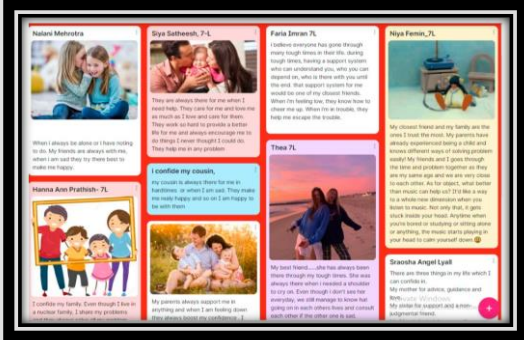 Nalani Mehrotra
When I always be alone or I have noting
to do. My friends are always with me,
when i am sad they try there best to
make me happy.
Hanna Ann Prathish- 7L
I confide my family. Even though I live in
a nuclear family, I share my problems
Siya Satheesh, 7-L
They are always there for me when I
need help. They care for me and love me
as much as I love and care for them.
They work so hard to provide a better
life for me and always encourage me to
do things I never thought I could do.
They help me in any problem
I confide my cousin,
my cousin is always there for me in
hardtimes or when I am sad. They make
me realy happy and so on I am happy to
be with them
My parents always support me in
anything and when I am feeling down
they always boost my confidence . I
Faria Imran 7L
I believe everyone has gone through
many tough times in their life. during
tough times, having a support system
who can understand you, who you can
depend on, who is there with you until
the end. that support system for me
would be one of my closest friends.
When I'm feeling low, they know how to
cheer me up. When I'm in trouble, they
help me escape the trouble.
Thea 7L
My best friend.....she has always been
there through my tough times. She was
always there when i needed a shoulder
to cry on. Even though i don't see her
everyday, we still manage to know hat
going on in each others lives and consult
each other if the other one is sad.
Niya Femin_7L
My closest friend and my family are the
ones I trust the most. My parents have
already experienced being a child and
knows different ways of solving problem
easily! My friends and I goes through
the time and problem together as they
are my same age and we are very close
to each other. As for object, what better
than music can help us? It'd like a way
to a whole new dimension when you
listen to music. Not only that, it gets
stuck inside your head. Anytime when
you're bored or studying or sitting alone
or anything, the music starts playing in
your head to calm yourself down 😄
Sraosha Angel Lyall
There are three things in my life which I
can confide in.
My mother for advice, guidance and
love.
My sister for support and a non-
judgmental friend.